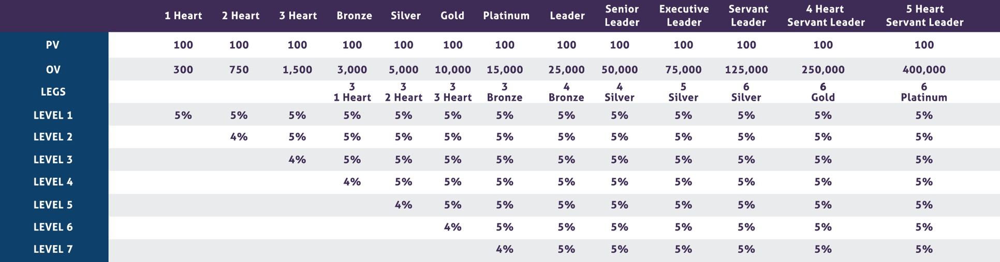 1 Heart 2 Heart 3 Heart Bronze Silver Gold Platinum Leader Senior Leader Executive Leader Servant Leader 4 Heart Servant Leader 5 Heart Servant Leader
PV 100 100 100 100 100 100 100 100 100 100 100 100 100
OV 300 750 1,500 3,000 5,000 10,000 15,000 25,000 50,000 75,000 125,000 250,000 400,000
LEGS 3 1 Heart 3 2 Heart 3 3 Heart 3 Bronze 4 Bronze 4 Silver 5 Silver 6 Silver 6 Gold 6 Platinum
LEVEL 1 5% 5% 5% 5% 5% 5% 5% 5% 5% 5% 5% 5% 5%
LEVEL 2 4% 5% 5% 5% 5% 5% 5% 5% 5% 5% 5% 5%
LEVEL 3 4% 5% 5% 5% 5% 5% 5% 5% 5% 5% 5%
LEVEL 4 4% 5% 5% 5% 5% 5% 5% 5% 5% 5%
LEVEL 5 4% 5% 5% 5% 5% 5% 5% 5% 5%
LEVEL 6 4% 5% 5% 5% 5% 5% 5% 5%
LEVEL 7 4% 5% 5% 5% 5% 5% 5%